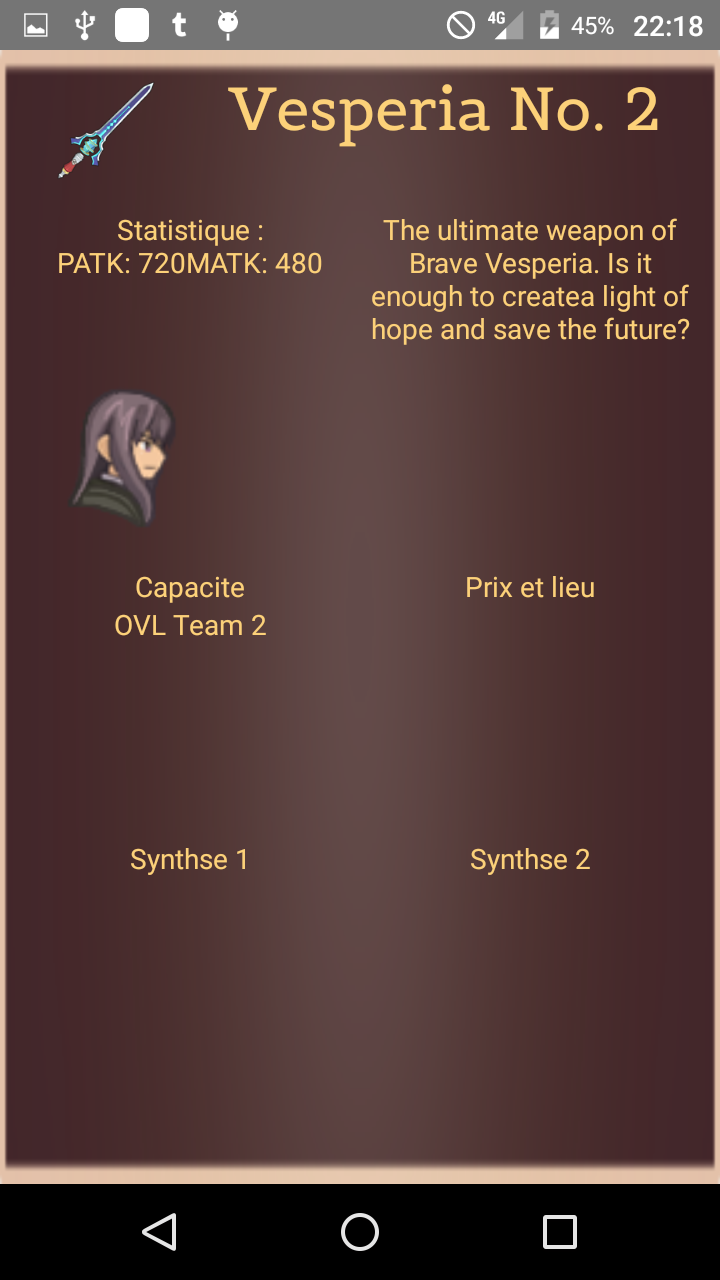 4G 45% 22:18
Vesperia No. 2
Statistique :
PATK: 720MATK: 480
The ultimate weapon of
Brave Vesperia. Is it
enough to createa light of
hope and save the future?
Capacite
OVL Team 2
Prix et lieu
Synthse 1
Synthse 2